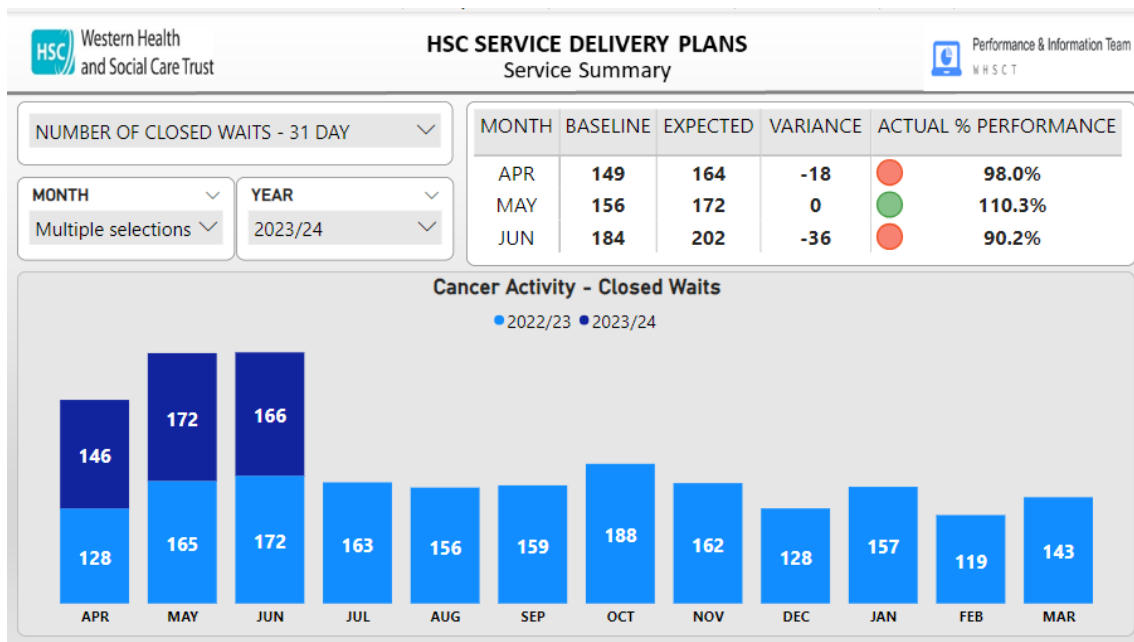 HSC
Western Health
and Social Care Trust
HSC SERVICE DELIVERY PLANS
Service Summary
Performance & Information Team
WHSCT
NUMBER OF CLOSED WAITS - 31 DAY
MONTH
Multiple selections
YEAR
2023/24
MONTH BASELINE EXPECTED VARIANCE ACTUAL % PERFORMANCE
APR 149 164 -18 98.0%
MAY 156 172 0 110.3%
JUN 184 202 -36 90.2%
Cancer Activity - Closed Waits
2022/23 2023/24
146 172 166
128 165 172 163 156 159 188 162 128 157 119 143
APR MAY JUN JUL AUG SEP OCT NOV DEC JAN FEB MAR